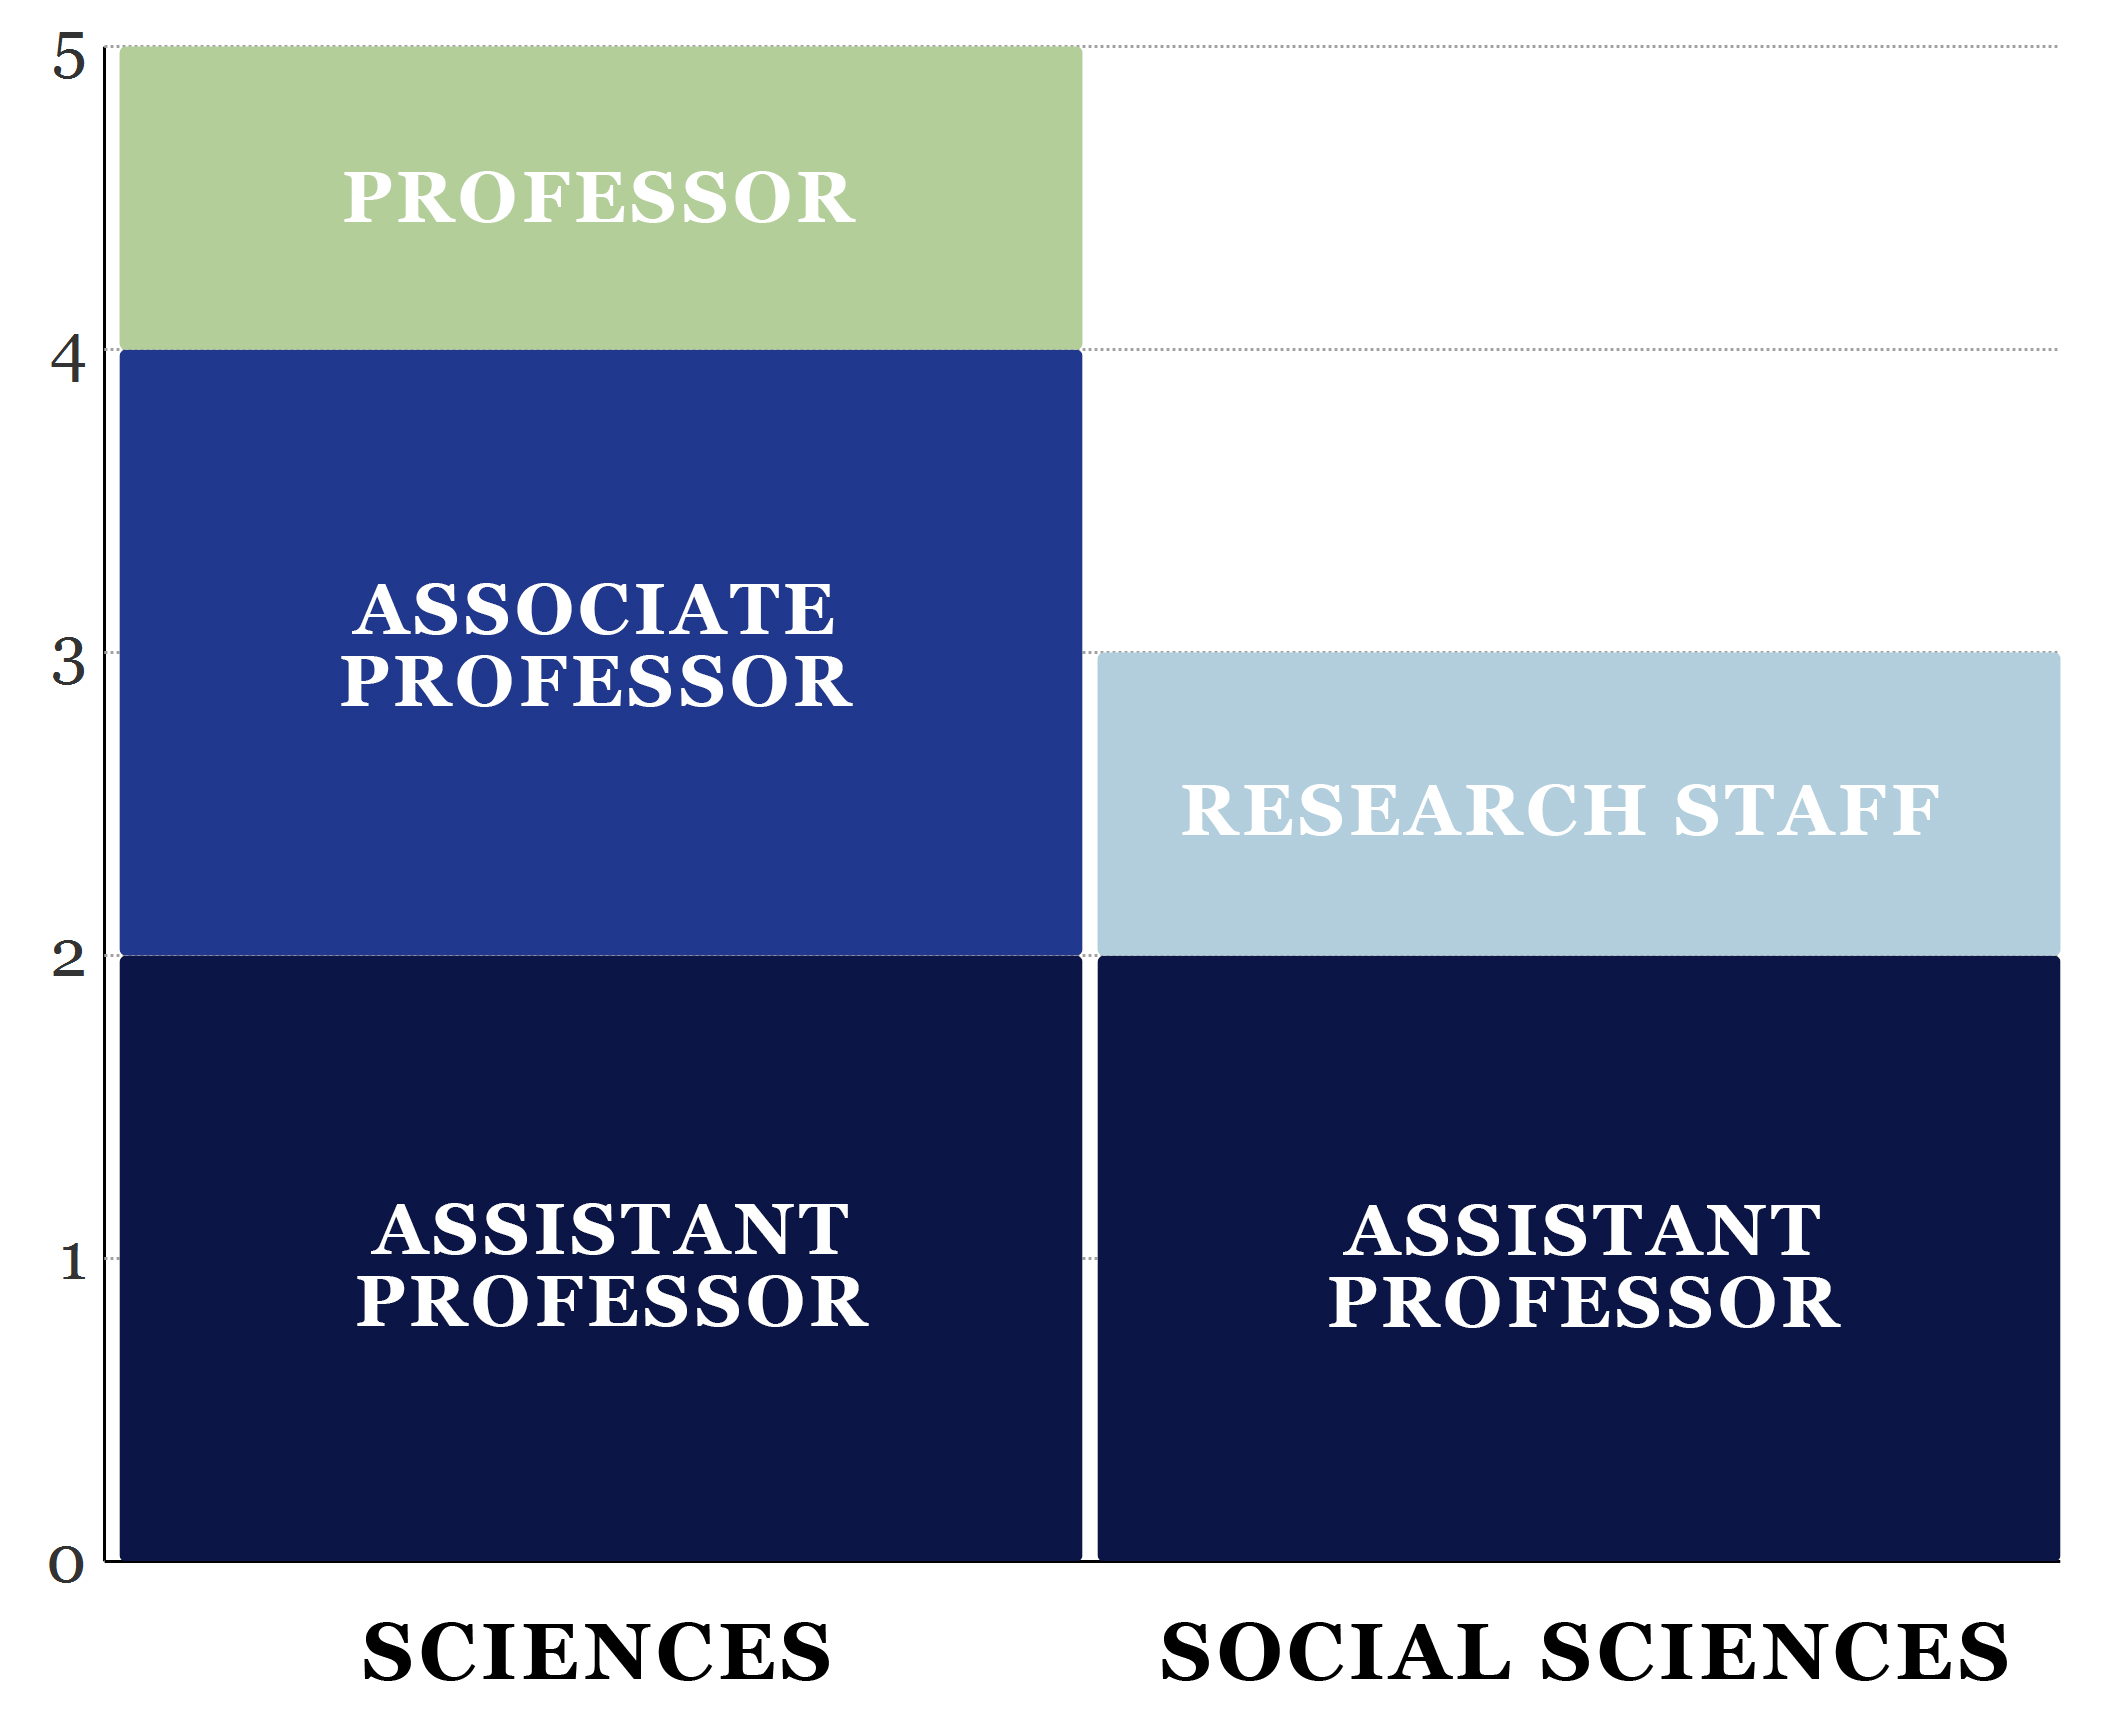 5
PROFESSOR
4
ASSOCIATE
PROFESSOR
3
RESEARCH STAFF
2
ASSISTANT
PROFESSOR
ASSISTANT
PROFESSOR
1
0
SCIENCES
SOCIAL SCIENCES